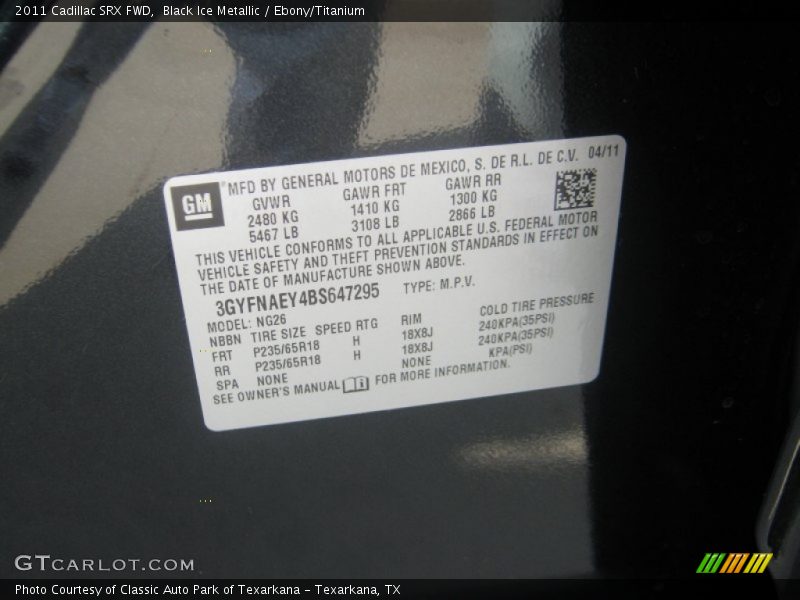 2011 Cadillac SRX FWD,  Black Ice Metallic / Ebony/Titanium
GM MFD BY GENERAL MOTORS DE MEXICO, S. DE R.L. DE C.V. 04/11
GVWR GAWR FRT GAWR RR
2480 KG 1410 KG 1300 KG
5467 LB 3108 LB 2866 LB
THIS VEHICLE CONFORMS TO ALL APPLICABLE U.S. FEDERAL MOTOR
VEHICLE SAFETY AND THEFT PREVENTION STANDARDS IN EFFECT ON
THE DATE OF MANUFACTURE SHOWN ABOVE.
3GYFNAEY4BS647295 TYPE: M.P.V.
MODEL: NG26
NBBN TIRE SIZE SPEED RTG RIM COLD TIRE PRESSURE
FRT P235/65R18 H 18X8J 240KPA(35PSI)
RR P235/65R18 H 18X8J 240KPA(35PSI)
SPA NONE NONE KPA(PSI)
SEE OWNER'S MANUAL FOR MORE INFORMATION.
GTCARLOT.COM
Photo Courtesy of Classic Auto Park of Texarkana – Texarkana, TX